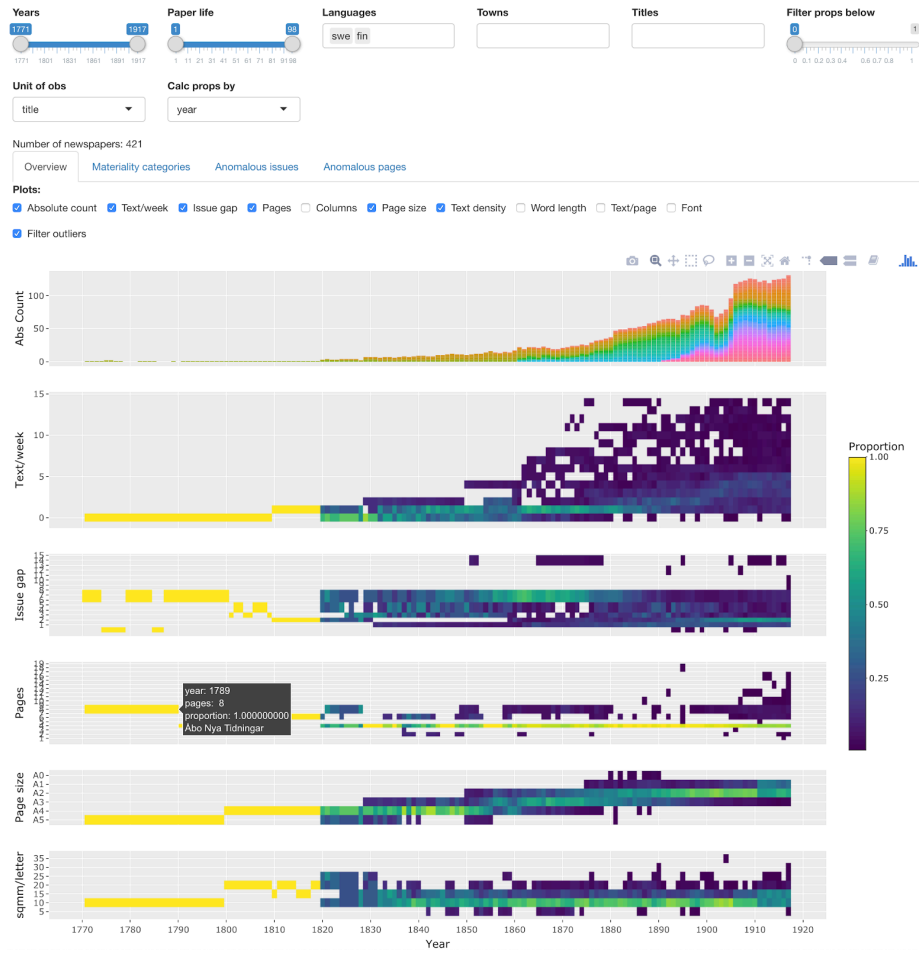 Years
Paper life
Languages
Towns
Titles
Filter props below
1771 1917
1 98
swe fin
0 1
1771 1801 1831 1861 1891 1917
1 11 21 31 41 51 61 71 81 91 98
0 0.1 0.2 0.3 0.4 0.6 0.7 0.8 1
Unit of obs
Calc props by
title
year
Number of newspapers: 421
Overview Materiality categories Anomalous issues Anomalous pages
Plots:
Absolute count Text/week Issue gap Pages Columns Page size Text density Word length Text/page Font
Filter outliers
Abs Count
100
50
0
Text/week
15
10
5
0
Issue gap
15
10
9
8
2
1
Pages
year: 1789
pages: 8
proportion: 1.000000000
Åbo Nya Tidningar
Page size
A0
A1
A2
A3
A4
A5
sqmm/letter
35
30
25
20
15
10
5
1770 1780 1790 1800 1810 1820 1830 1840 1850 1860 1870 1880 1890 1900 1910 1920
Year
Proportion
1.00
0.75
0.50
0.25